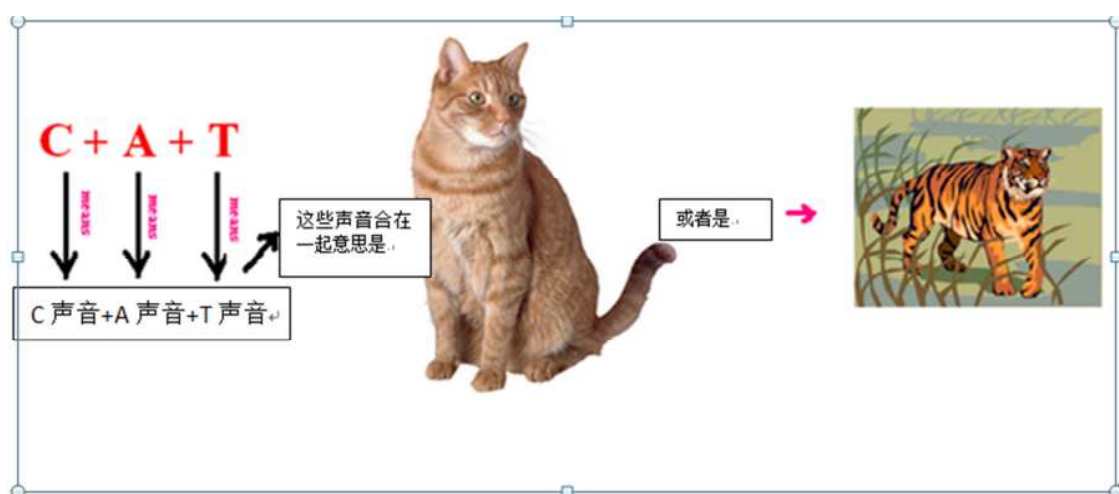 C + A + T
means
means
means
这些声音合在
一起意思是
或者是
C 声音+A 声音+T 声音